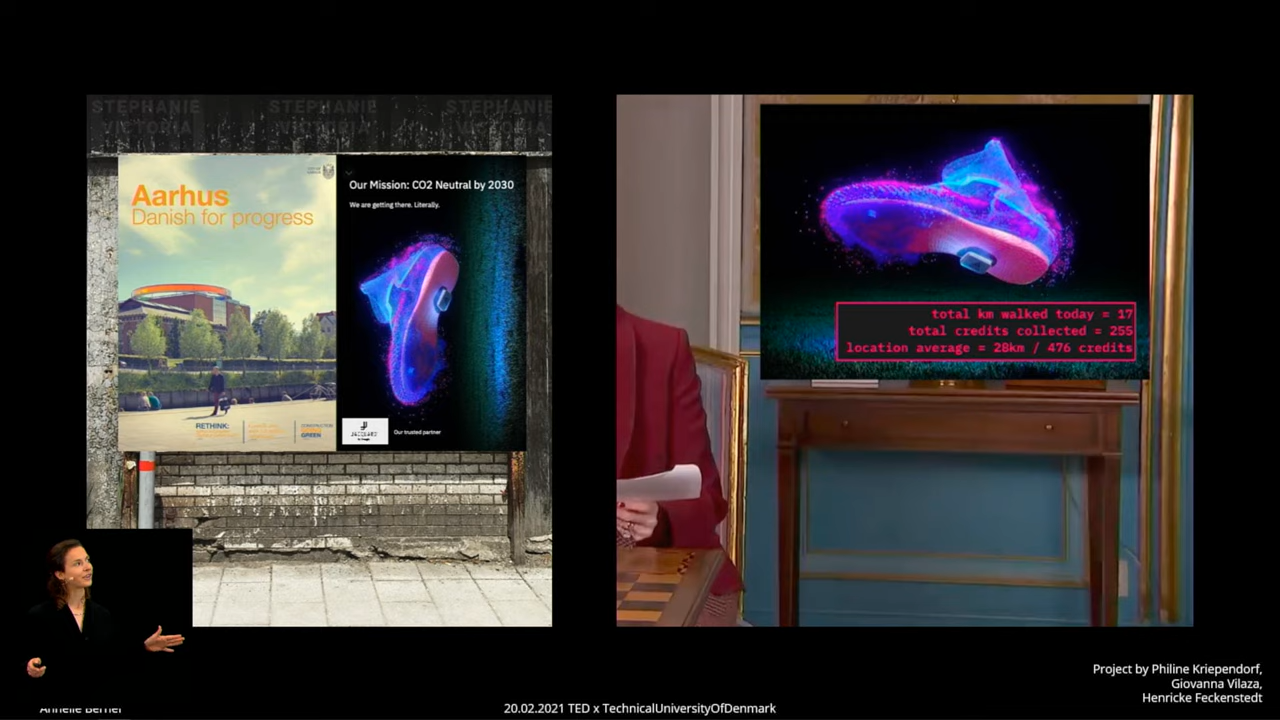 STEPHANIE STEPHANIE STEPHANIE
VICTORIA VICTORIA VICTORIA
Aarhus
Danish for progress
RETHINK:
GREEN
Our Mission: CO2 Neutral by 2030
We are getting there. Literally.
JACQUARD
Our trusted partner
total km walked today = 17
total credits collected = 255
location average = 28km / 476 credits
Project by Philine Kriependorf,
Giovanna Vilaza,
Henricke Feckenstedt
20.02.2021 TED x TechnicalUniversityOfDenmark
Annelie Berner